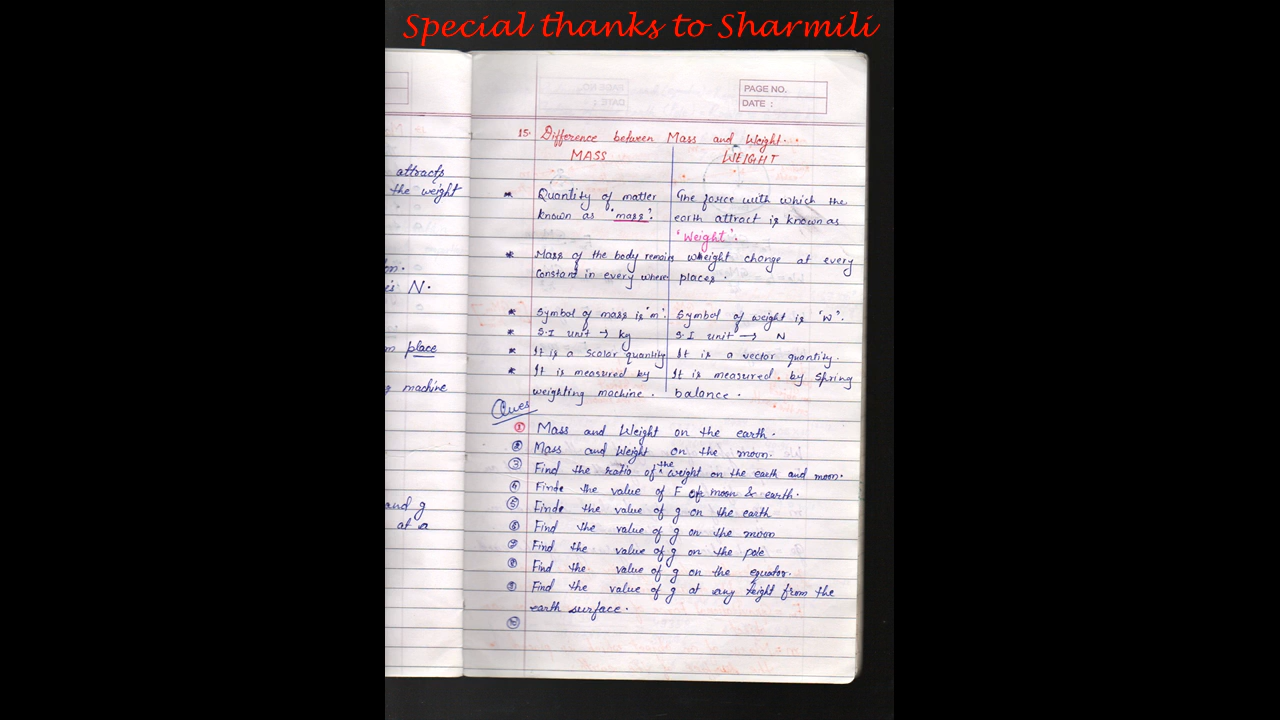 Special thanks to Sharmili
PAGE NO.
DATE :
attracts
the weight
N.
place
machine
and g
at a
15. Difference between Mass and Weight.
MASS
WEIGHT
* Quantity of matter
known as 'mass'.
The force with which the
earth attract is known as
'Weight'.
* Mass of the body remains
constant in every where
wheight change at every
places.
* Symbol of mass is 'm'.
Symbol of weight is 'W'.
* S.I unit → kg
S.I unit → N
* It is a Scalar quantity
It is a vector quantity.
* It is measured by
weighting machine.
It is measured by Spring
balance.
Ques
① Mass and Weight on the earth.
② Mass and Weight on the moon.
③ Find the ratio of the weight on the earth and moon.
④ Finde the value of F of moon & earth.
⑤ Finde the value of g on the earth
⑥ Find the value of g on the moon
⑦ Find the value of g on the pole
⑧ Find the value of g on the equator.
⑨ Find the value of g at any height from the
earth surface.
⑩